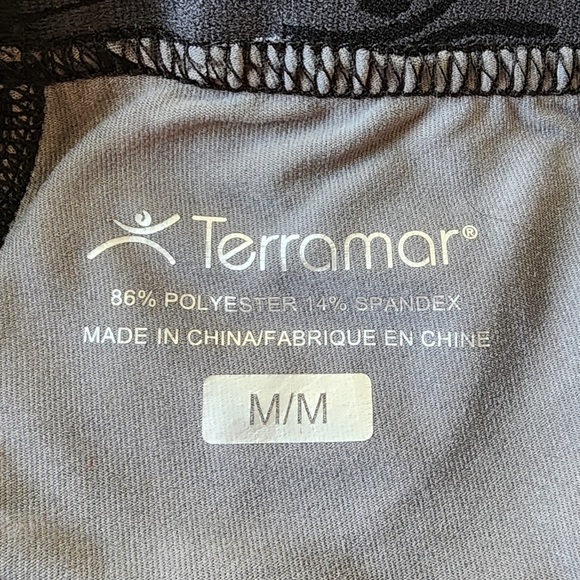 Terramar®
86% POLYESTER 14% SPANDEX
MADE IN CHINA/FABRIQUE EN CHINE
M/M